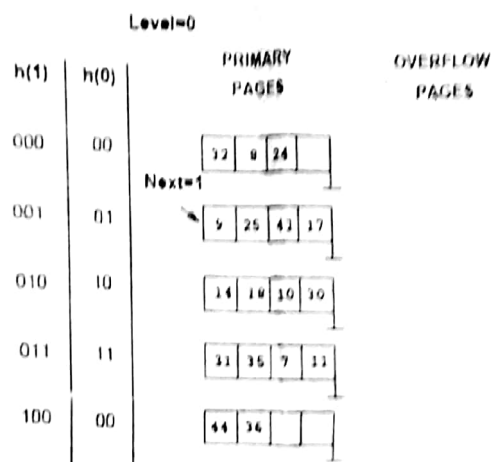 Level=0
h(1) h(0) PRIMARY PAGES OVERFLOW PAGES
000 00 32 8 24
Next=1
001 01 9 25 41 17
010 10 14 18 10 30
011 11 31 35 7 11
100 00 44 36